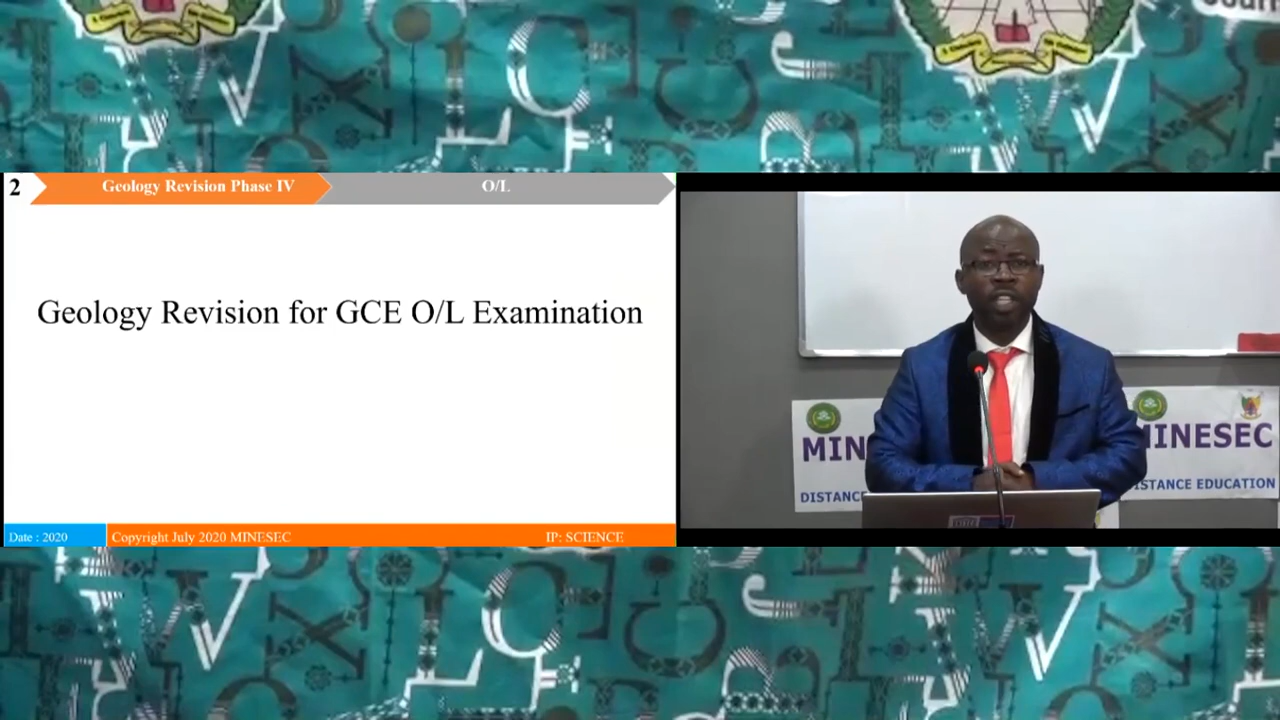 2
Geology Revision Phase IV
O/L
Geology Revision for GCE O/L Examination
Date : 2020
Copyright July 2020 MINESEC
IP: SCIENCE
MIN
MINESEC
DISTANCE
DISTANCE EDUCATION